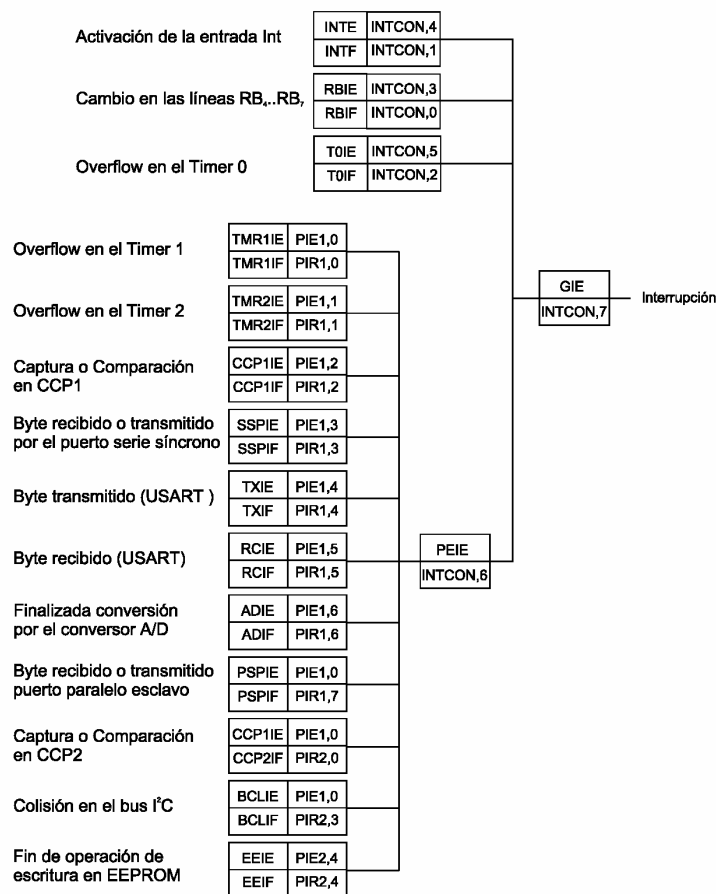 Activación de la entrada Int
INTE INTCON,4
INTF INTCON,1
Cambio en las líneas RB₄..RB₇
RBIE INTCON,3
RBIF INTCON,0
Overflow en el Timer 0
T0IE INTCON,5
T0IF INTCON,2
Overflow en el Timer 1
TMR1IE PIE1,0
TMR1IF PIR1,0
Overflow en el Timer 2
TMR2IE PIE1,1
TMR2IF PIR1,1
Captura o Comparación
en CCP1
CCP1IE PIE1,2
CCP1IF PIR1,2
Byte recibido o transmitido
por el puerto serie síncrono
SSPIE PIE1,3
SSPIF PIR1,3
Byte transmitido (USART )
TXIE PIE1,4
TXIF PIR1,4
Byte recibido (USART)
RCIE PIE1,5
RCIF PIR1,5
Finalizada conversión
por el conversor A/D
ADIE PIE1,6
ADIF PIR1,6
Byte recibido o transmitido
puerto paralelo esclavo
PSPIE PIE1,0
PSPIF PIR1,7
Captura o Comparación
en CCP2
CCP1IE PIE1,0
CCP2IF PIR2,0
Colisión en el bus I²C
BCLIE PIE1,0
BCLIF PIR2,3
Fin de operación de
escritura en EEPROM
EEIE PIE2,4
EEIF PIR2,4
PEIE
INTCON,6
GIE
INTCON,7
Interrupción